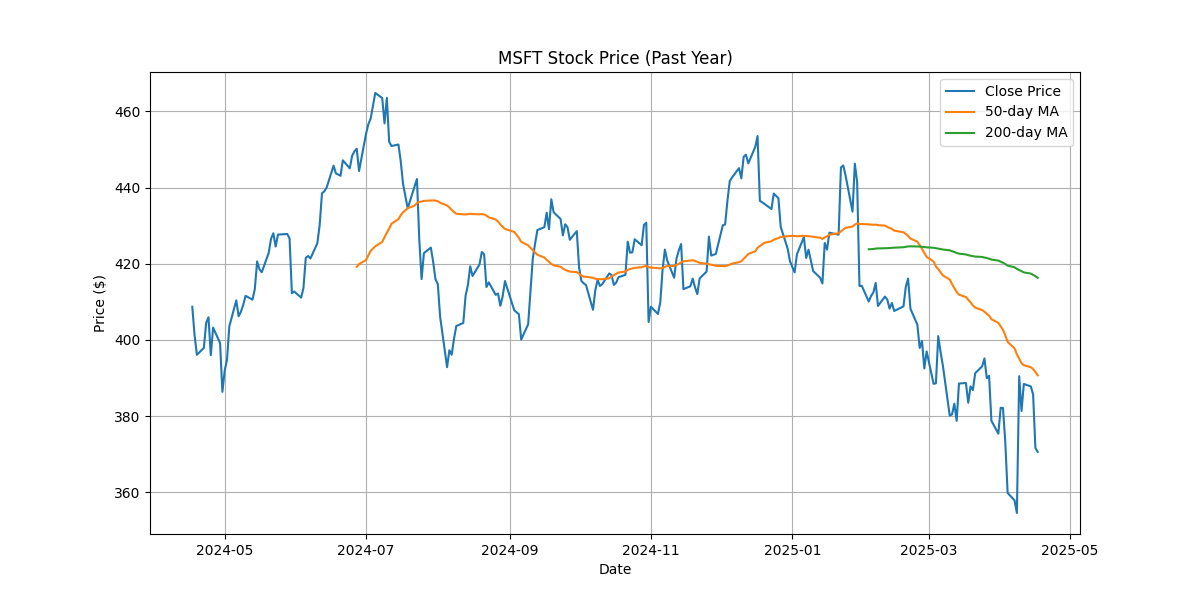 MSFT Stock Price (Past Year)
Close Price
50-day MA
200-day MA
Price ($)
460
440
420
400
380
360
2024-05 2024-07 2024-09 2024-11 2025-01 2025-03 2025-05
Date